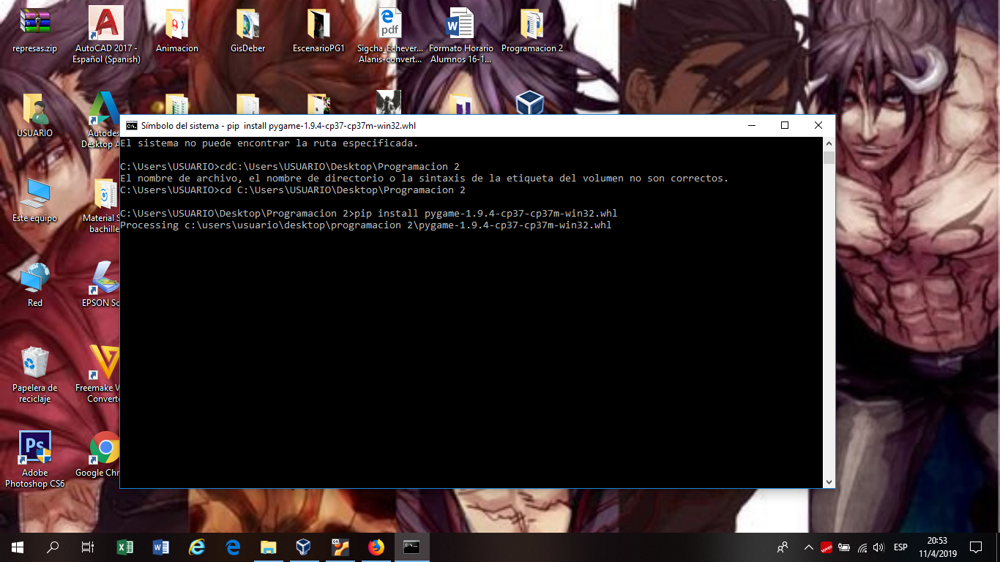 represas.zip
AutoCAD 2017 -
Español (Spanish)
Animacion
GisDeber
EscenarioPG1
pdf
Sigcha_Echever...
Alanis-convert...
Formato Horario
Alumnos 16-1...
Programacion 2
USUARIO
Autodes
Desktop A
Símbolo del sistema - pip install pygame-1.9.4-cp37-cp37m-win32.whl
El sistema no puede encontrar la ruta especificada.
C:\Users\USUARIO>cdC:\Users\USUARIO\Desktop\Programacion 2
El nombre de archivo, el nombre de directorio o la sintaxis de la etiqueta del volumen no son correctos.
C:\Users\USUARIO>cd C:\Users\USUARIO\Desktop\Programacion 2
C:\Users\USUARIO\Desktop\Programacion 2>pip install pygame-1.9.4-cp37-cp37m-win32.whl
Processing c:\users\usuario\desktop\programacion 2\pygame-1.9.4-cp37-cp37m-win32.whl
Este equipo
Material S
bachille
Red
EPSON Sc
Papelera de
reciclaje
Freemake V
Converte
Ps
Adobe
Photoshop CS6
Google Chr
ESP
20:53
11/4/2019